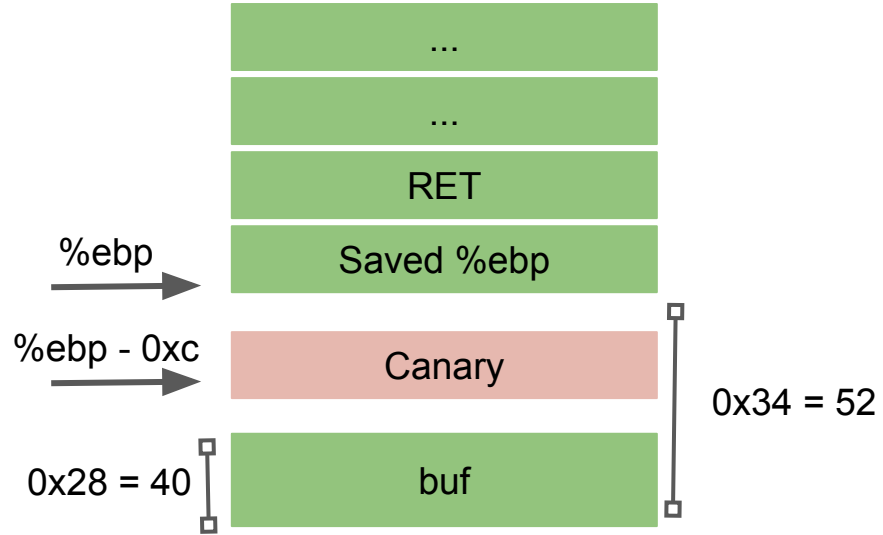 ...
...
RET
%ebp
Saved %ebp
%ebp - 0xc
Canary
0x34 = 52
0x28 = 40
buf